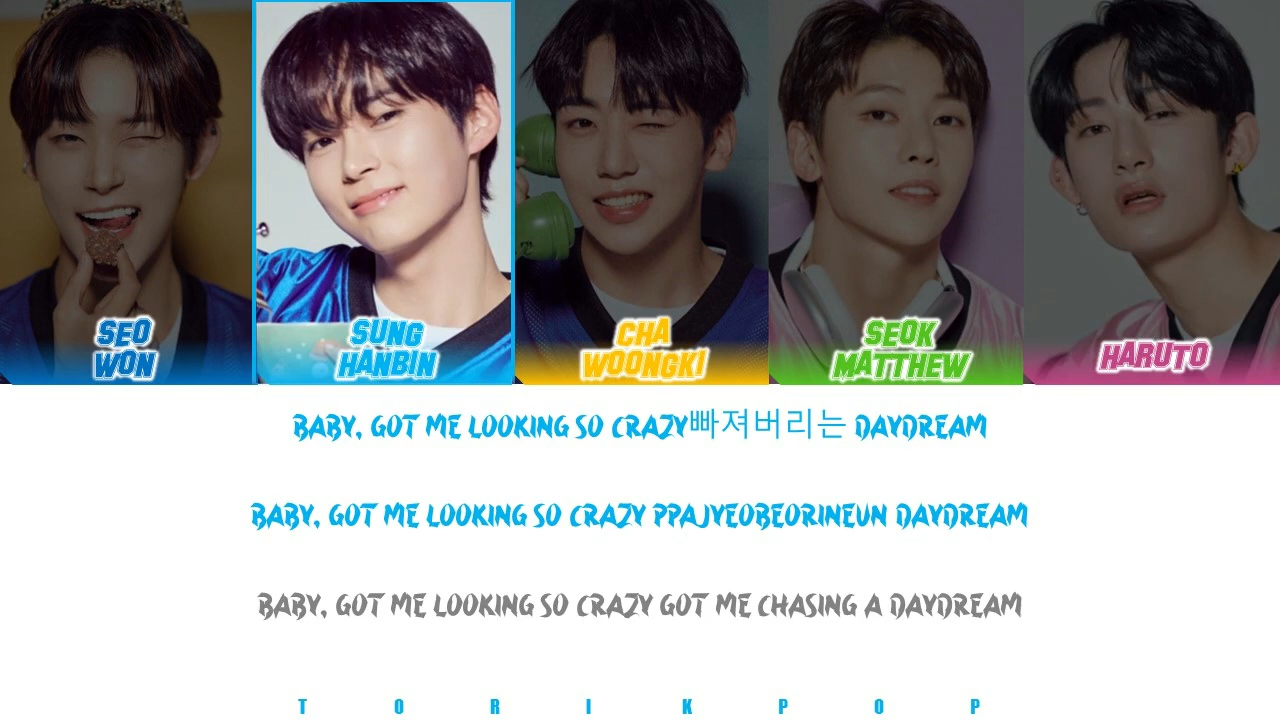 SEO
WON
SUNG
HANBIN
CHA
WOONGKI
SEOK
MATTHEW
HARUTO
BABY, GOT ME LOOKING SO CRAZY빠져버리는 DAYDREAM
BABY, GOT ME LOOKING SO CRAZY PPAJYEOBEORINEUN DAYDREAM
BABY, GOT ME LOOKING SO CRAZY GOT ME CHASING A DAYDREAM
T O R I K P O P